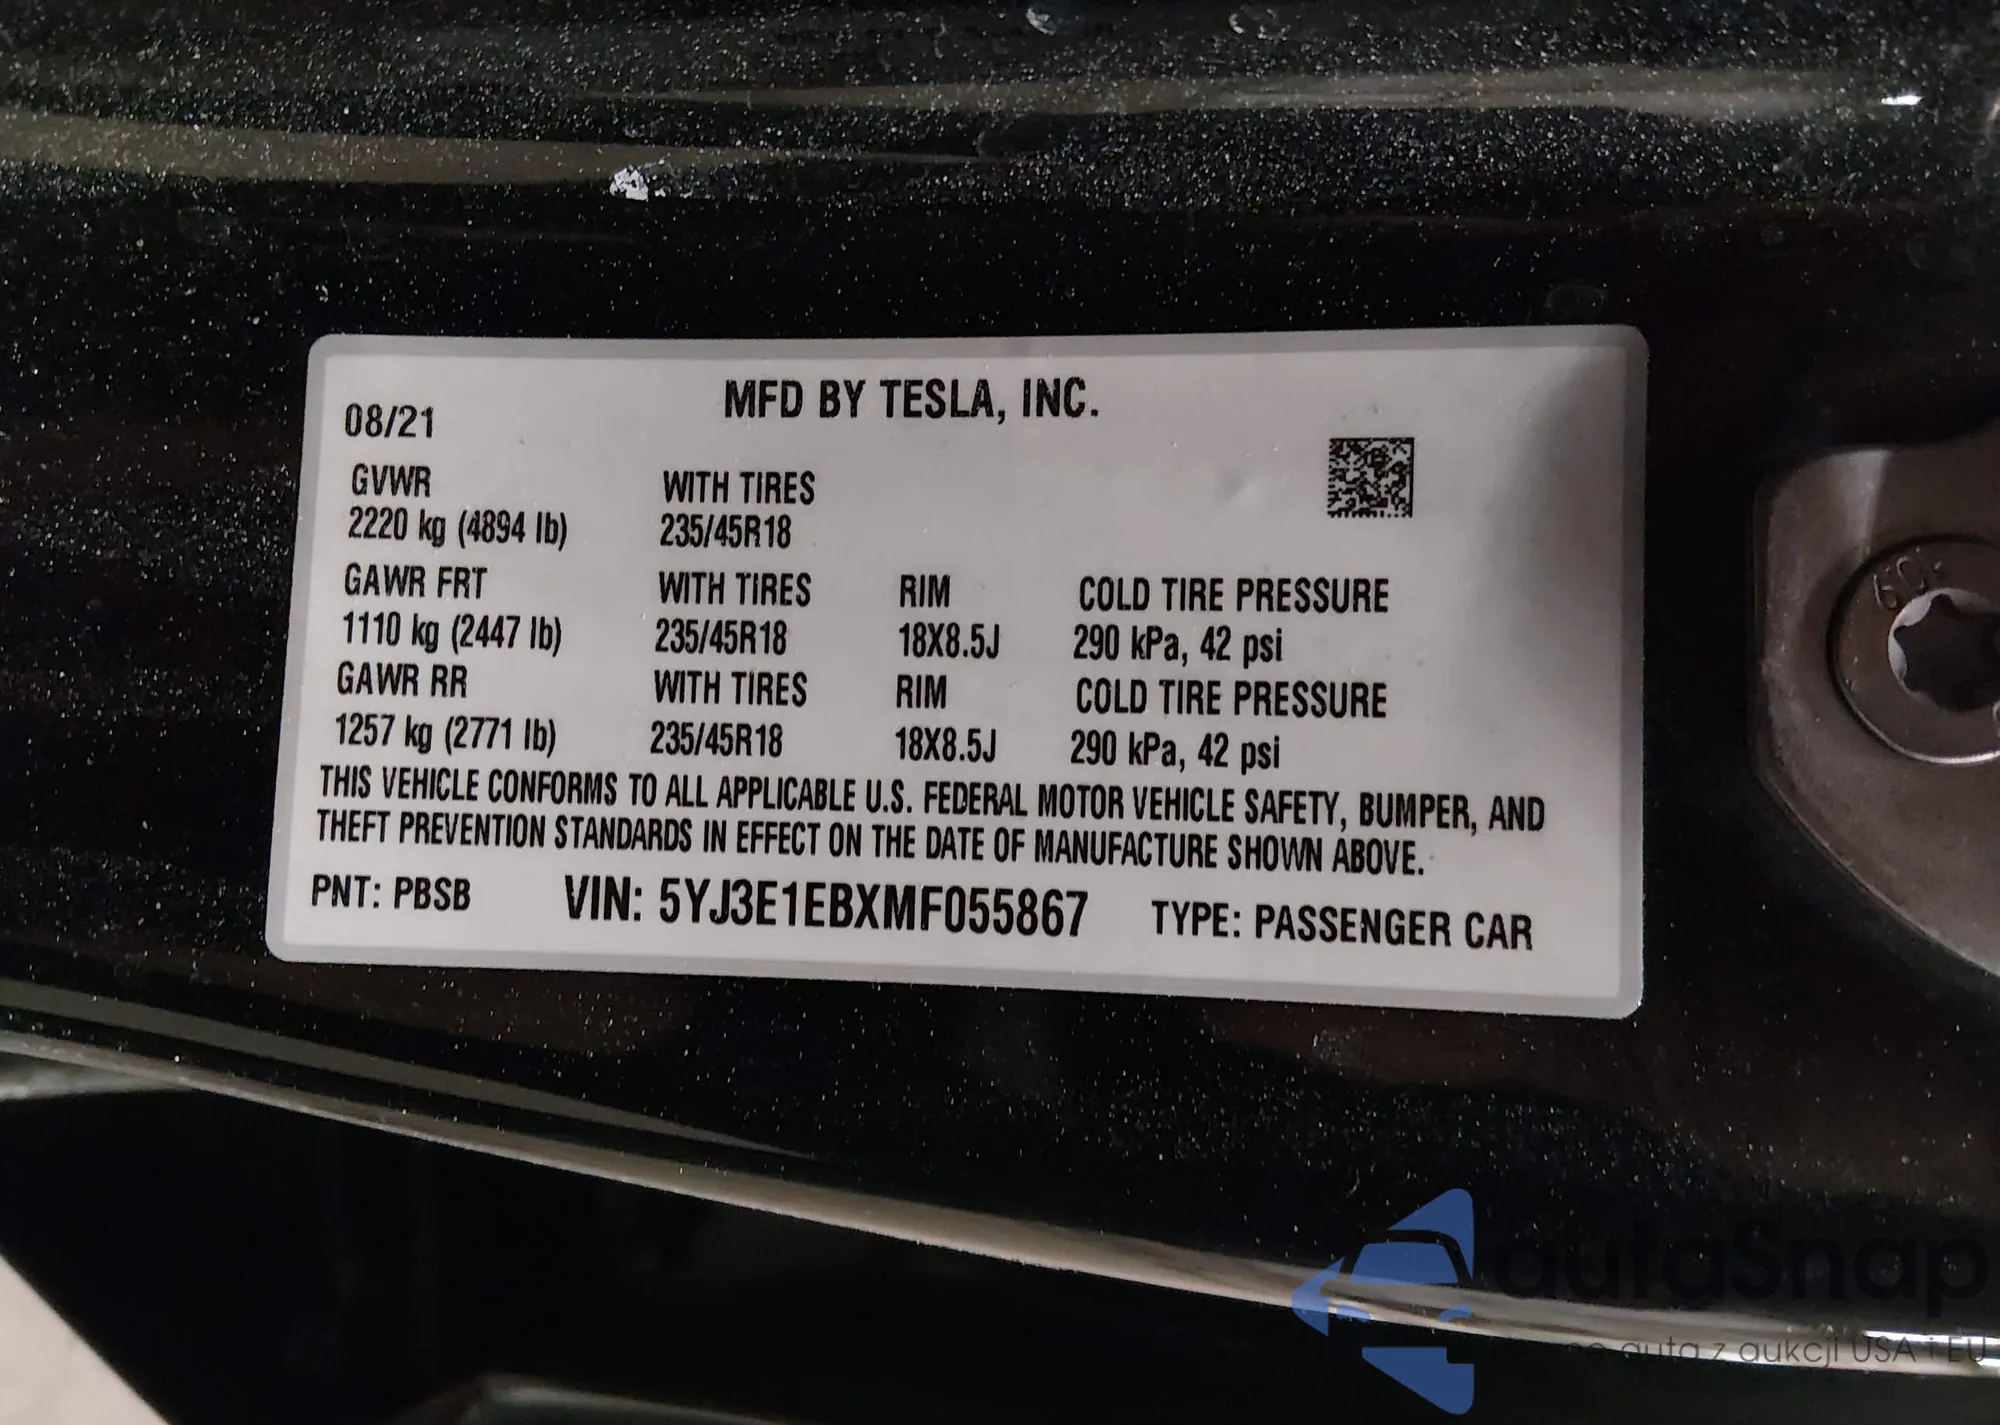 MFD BY TESLA, INC.
08/21
GVWR WITH TIRES
2220 kg (4894 lb) 235/45R18
GAWR FRT WITH TIRES RIM COLD TIRE PRESSURE
1110 kg (2447 lb) 235/45R18 18X8.5J 290 kPa, 42 psi
GAWR RR WITH TIRES RIM COLD TIRE PRESSURE
1257 kg (2771 lb) 235/45R18 18X8.5J 290 kPa, 42 psi
THIS VEHICLE CONFORMS TO ALL APPLICABLE U.S. FEDERAL MOTOR VEHICLE SAFETY, BUMPER, AND
THEFT PREVENTION STANDARDS IN EFFECT ON THE DATE OF MANUFACTURE SHOWN ABOVE.
PNT: PBSB VIN: 5YJ3E1EBXMF055867 TYPE: PASSENGER CAR
autaSnap
auta z aukcji USA i EU